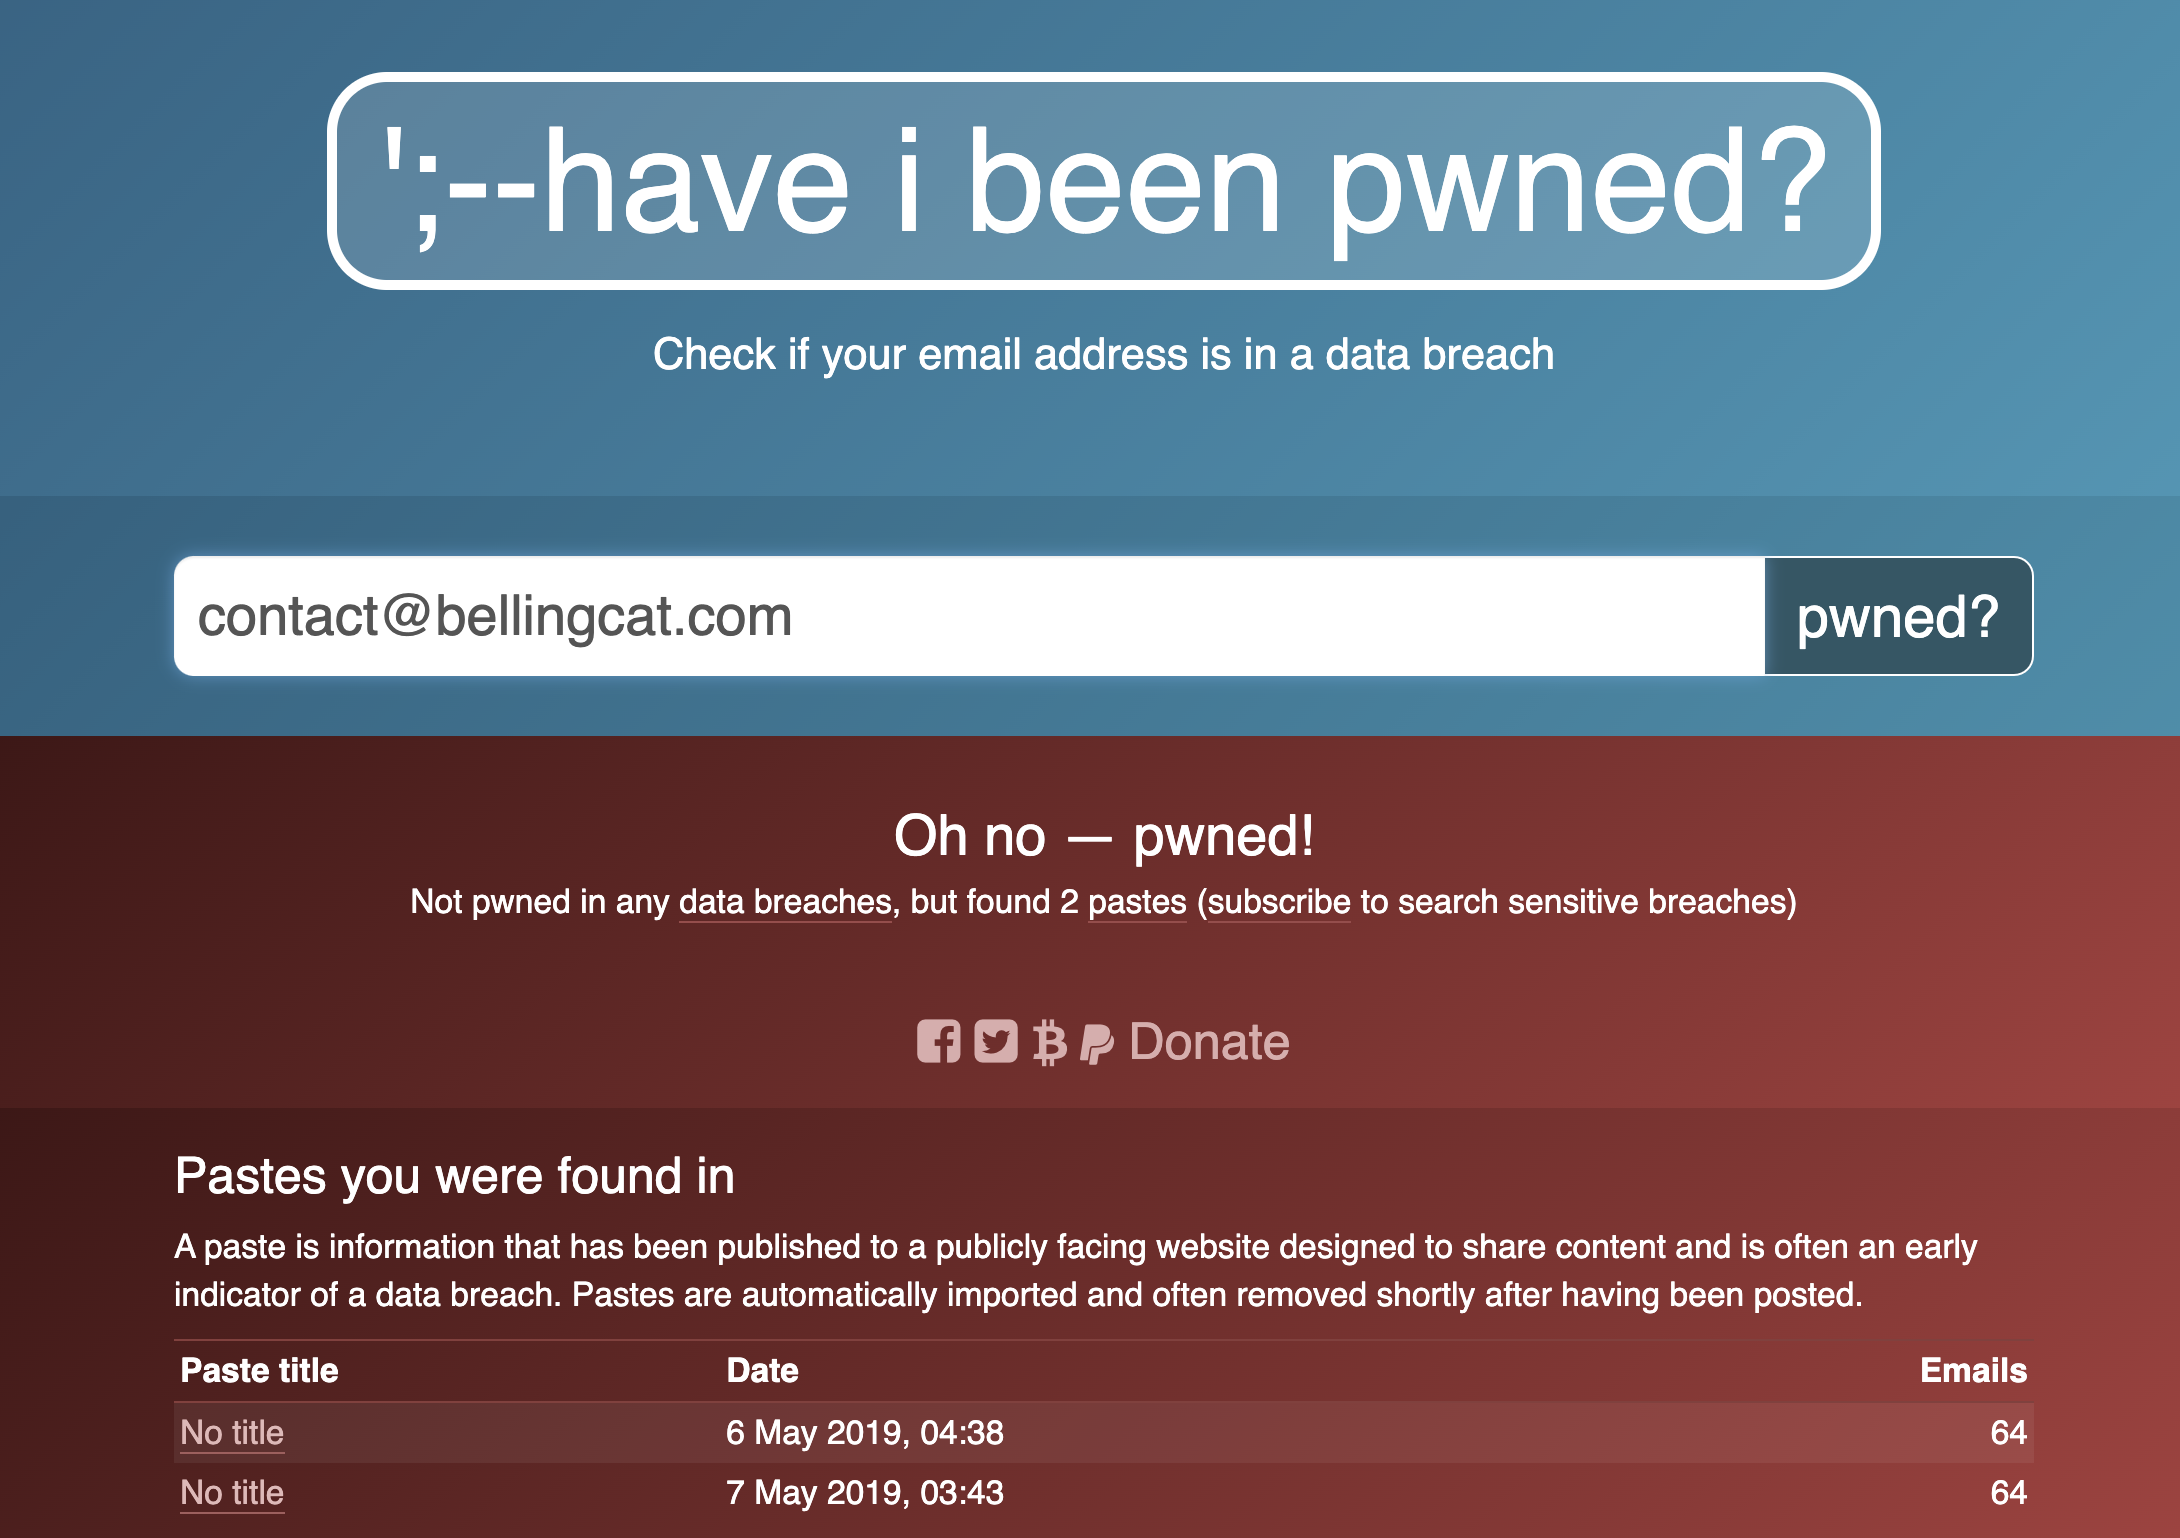 ';--have i been pwned?
Check if your email address is in a data breach
contact@bellingcat.com pwned?
Oh no — pwned!
Not pwned in any data breaches, but found 2 pastes (subscribe to search sensitive breaches)
Donate
Pastes you were found in
A paste is information that has been published to a publicly facing website designed to share content and is often an early
indicator of a data breach. Pastes are automatically imported and often removed shortly after having been posted.
Paste title Date Emails
No title 6 May 2019, 04:38 64
No title 7 May 2019, 03:43 64